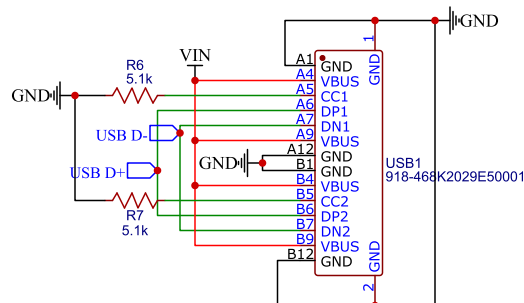 GND
VIN
1
R6
5.1k
GND
USB D-
USB D+
GND
R7
5.1k
A1 GND
A4 VBUS
A5 CC1
A6 DP1
A7 DN1
A9 VBUS
A12 GND
B1 GND
B4 VBUS
B5 CC2
B6 DP2
B7 DN2
B9 VBUS
B12 GND
GND
GND
USB1
918-468K2029E50001
2